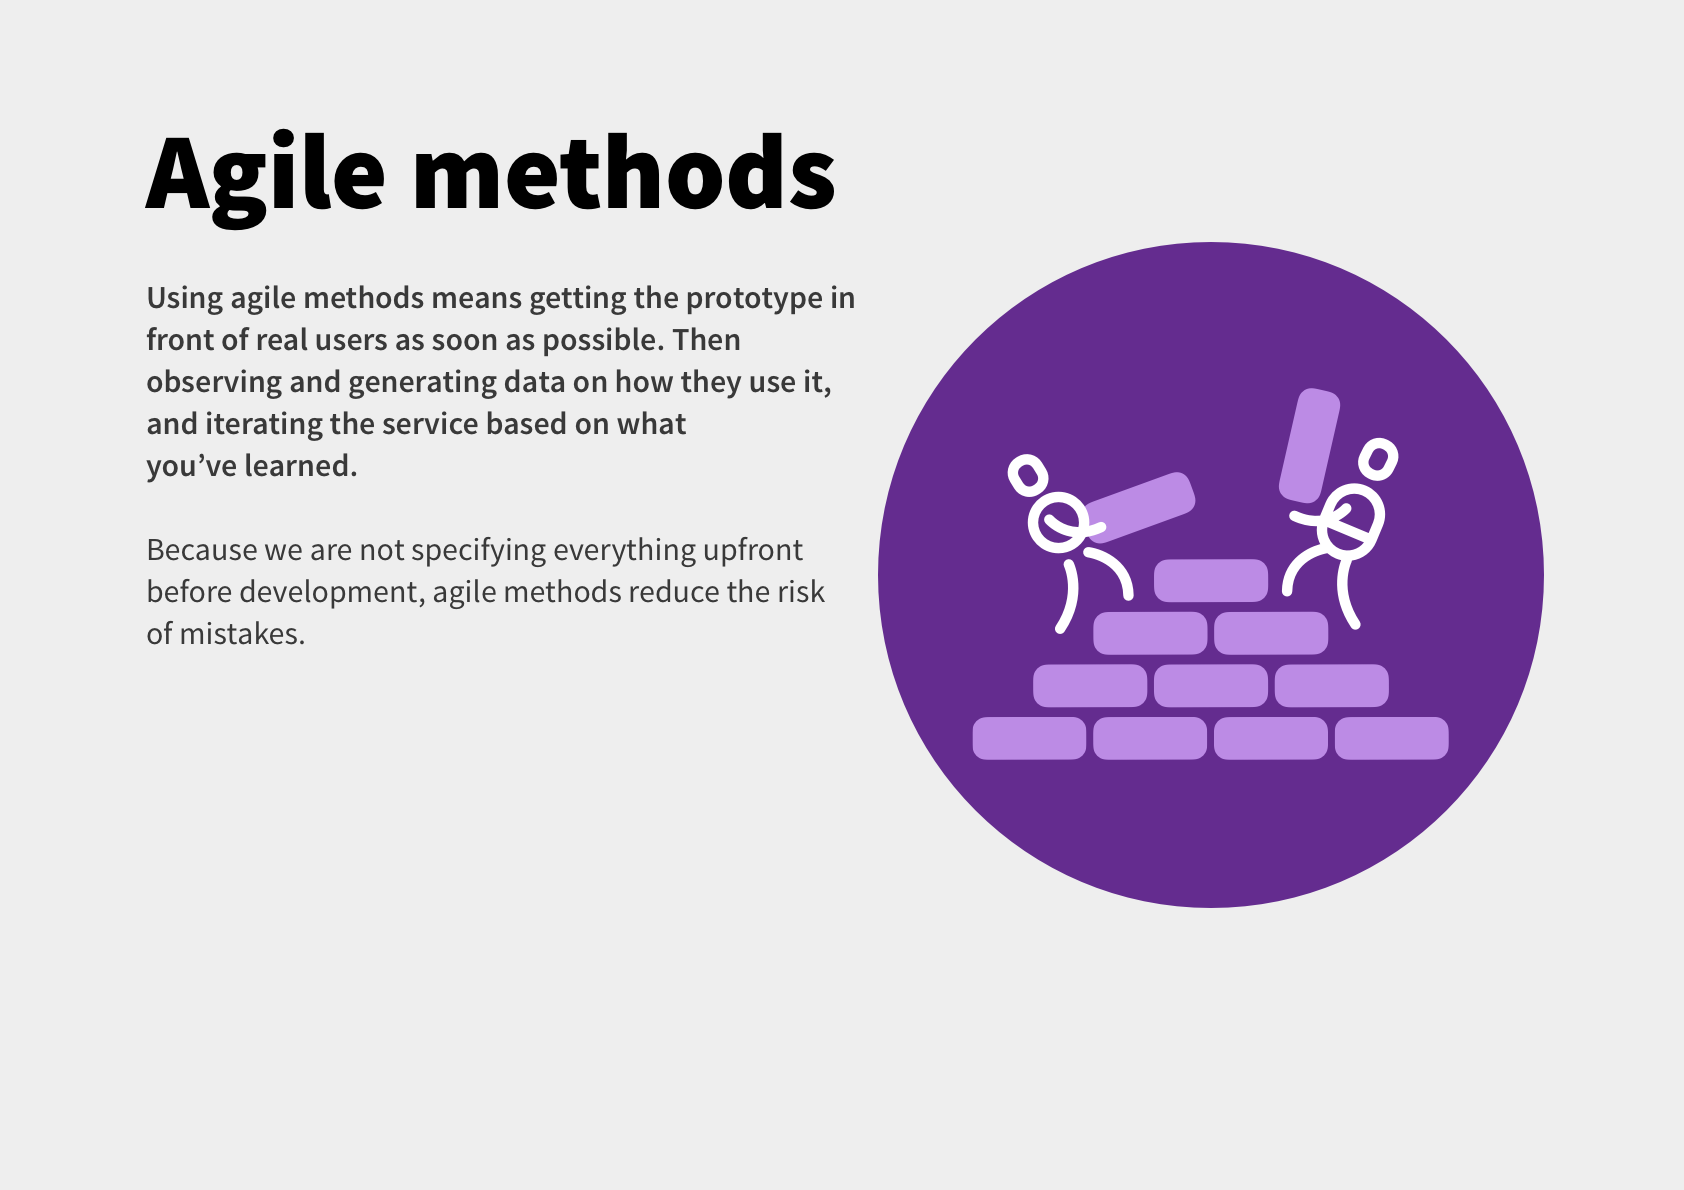 Agile methods
Using agile methods means getting the prototype in
front of real users as soon as possible. Then
observing and generating data on how they use it,
and iterating the service based on what
you’ve learned.
Because we are not specifying everything upfront
before development, agile methods reduce the risk
of mistakes.